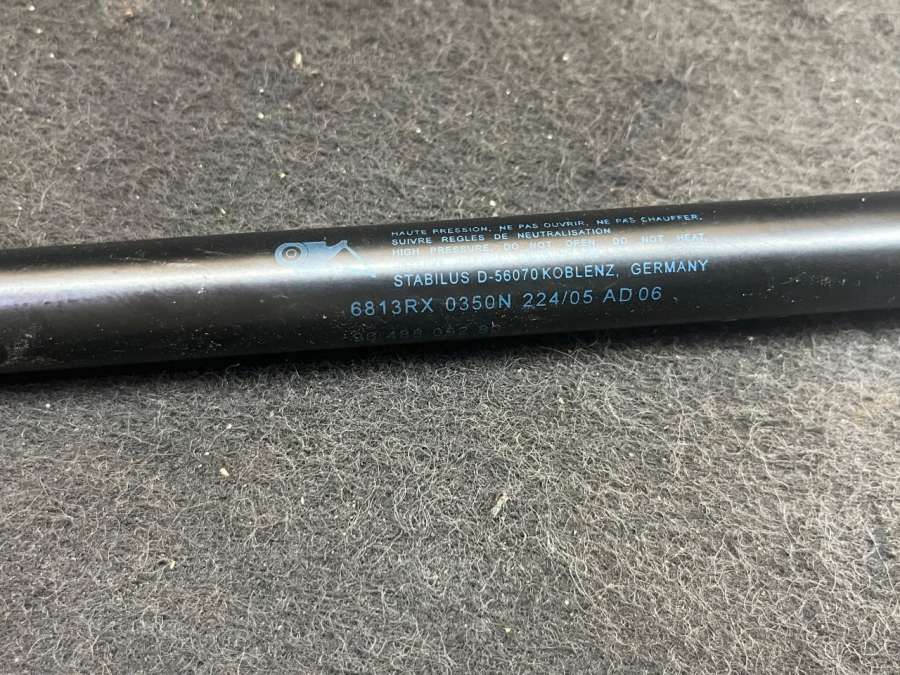 HAUTE PRESSION, NE PAS OUVRIR, NE PAS CHAUFFER,
SUIVRE REGLES DE NEUTRALISATION
HIGH PRESSURE, DO NOT OPEN, DO NOT HEAT
STABILUS D-56070 KOBLENZ, GERMANY
6813RX 0350N 224/05 AD 06